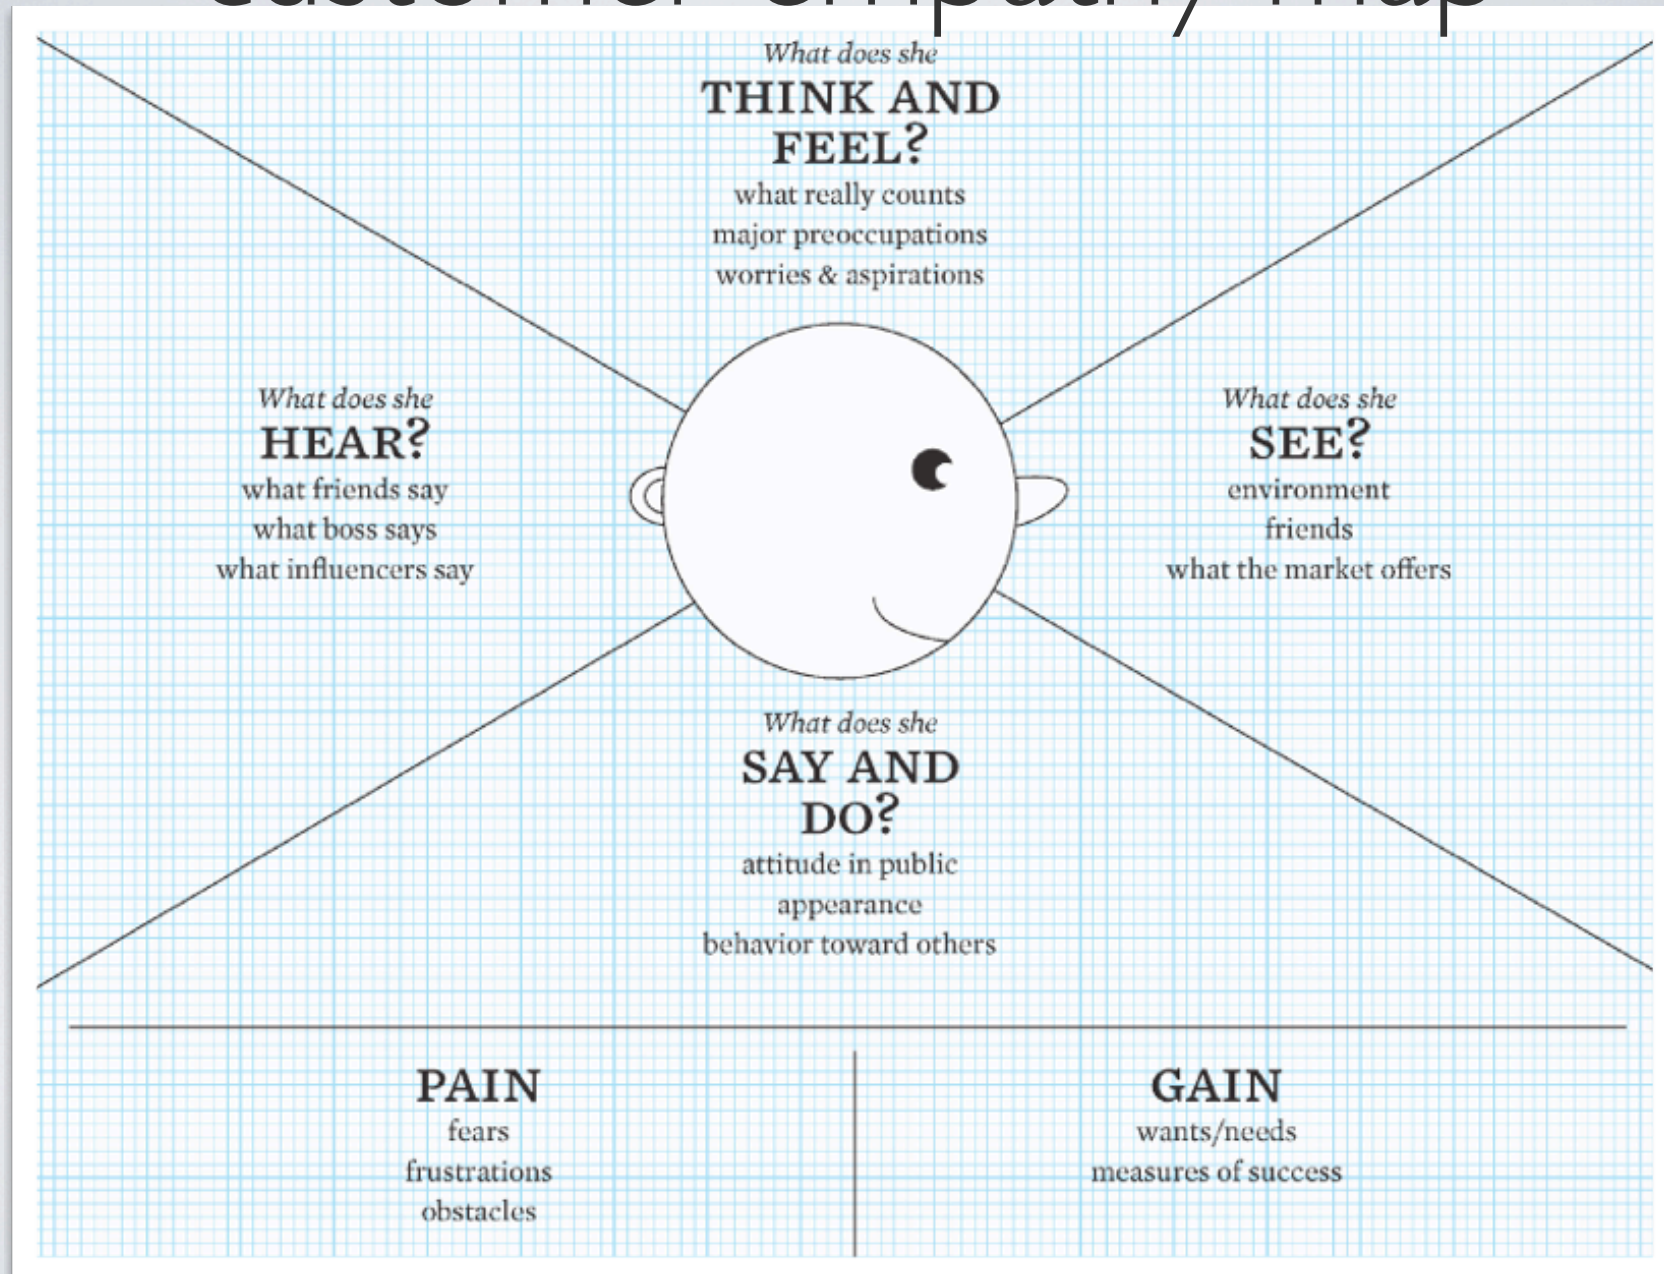 customer empathy map
What does she
THINK AND
FEEL?
what really counts
major preoccupations
worries & aspirations
What does she
HEAR?
what friends say
what boss says
what influencers say
What does she
SEE?
environment
friends
what the market offers
What does she
SAY AND
DO?
attitude in public
appearance
behavior toward others
PAIN
fears
frustrations
obstacles
GAIN
wants/needs
measures of success